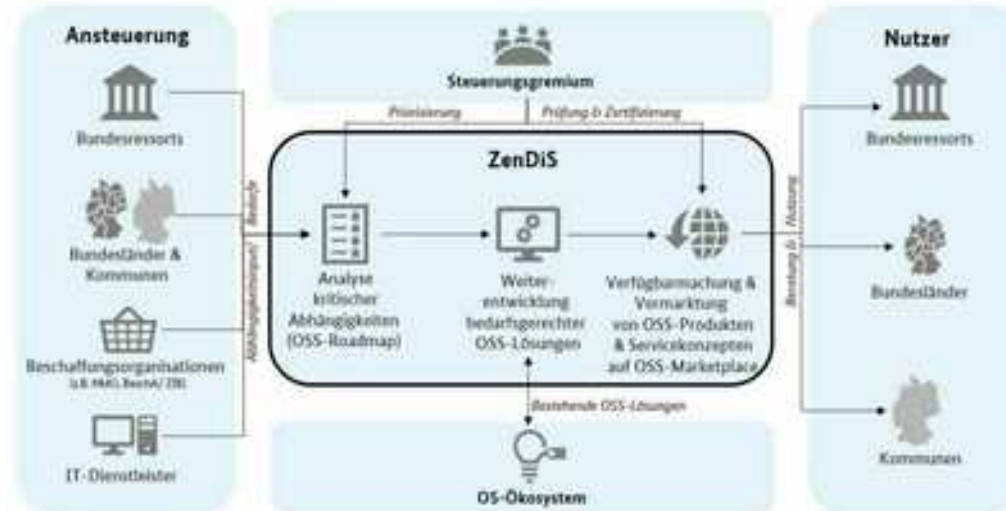 Ansteuerung
Bundesressorts
Bundesländer &
Kommunen
Beschaffungsorganisationen
IT-Dienstleister
Bedarfe
Steuerungsgremium
Priorisierung
Prüfung & Zertifizierung
ZenDiS
Analyse
kritischer
Abhängigkeiten
(OSS-Roadmap)
Weiter-
entwicklung
bedarfsgerechter
OSS-Lösungen
Verfügbarmachung &
Vermarktung
von OSS-Produkten
& Servicekonzepten
auf OSS-Marketplace
Bestehende OSS-Lösungen
OS-Ökosystem
Beratung & Nutzung
Nutzer
Bundesressorts
Bundesländer
Kommunen